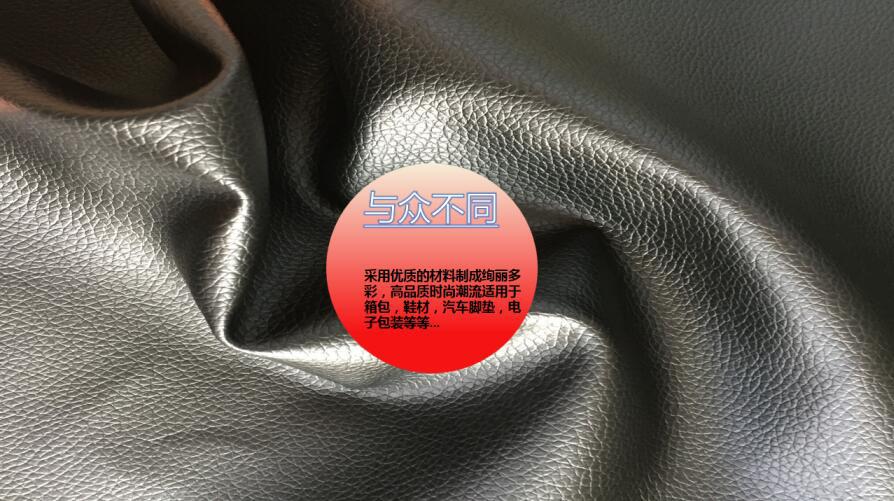 与众不同
采用优质的材料制成绚丽多
彩，高品质时尚潮流适用于
箱包，鞋材，汽车脚垫，电
子包装等等...